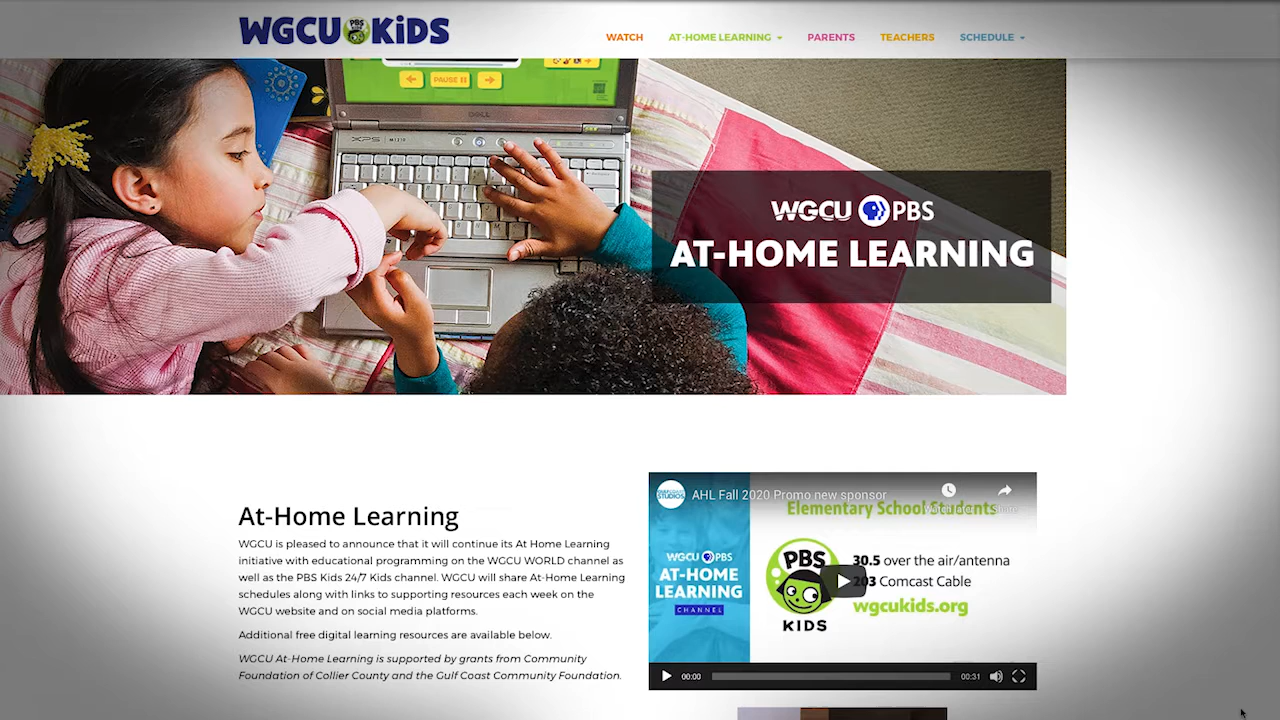 WGCU PBS KIDS KiDS
WATCH AT-HOME LEARNING PARENTS TEACHERS SCHEDULE
PAUSE
DELL
XPS
WGCU PBS
AT-HOME LEARNING
At-Home Learning
WGCU is pleased to announce that it will continue its At Home Learning
initiative with educational programming on the WGCU WORLD channel as
well as the PBS Kids 24/7 Kids channel. WGCU will share At-Home Learning
schedules along with links to supporting resources each week on the
WGCU website and on social media platforms.
Additional free digital learning resources are available below.
WGCU At-Home Learning is supported by grants from Community
Foundation of Collier County and the Gulf Coast Community Foundation.
AHL Fall 2020 Promo new sponsor
Elementary School Students
WGCU PBS
AT-HOME
LEARNING
CHANNEL
PBS
KIDS
30.5 over the air/antenna
203 Comcast Cable
wgcukids.org
00:00 00:31